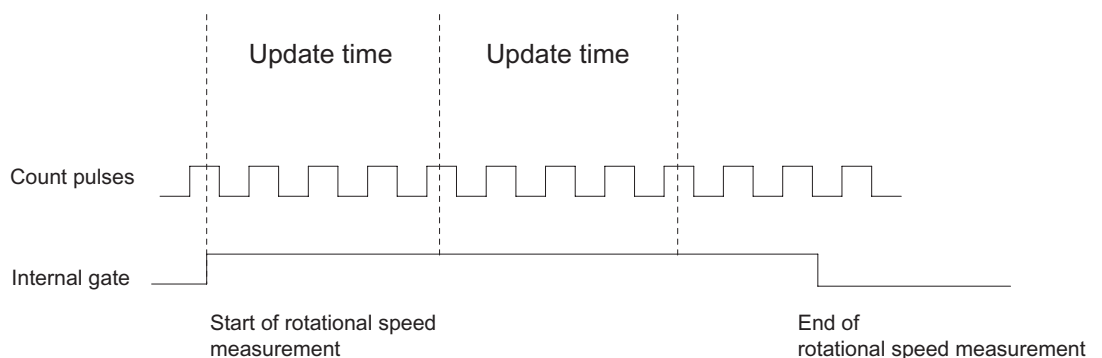 Update time
Update time
Count pulses
Internal gate
Start of rotational speed
measurement
End of
rotational speed measurement